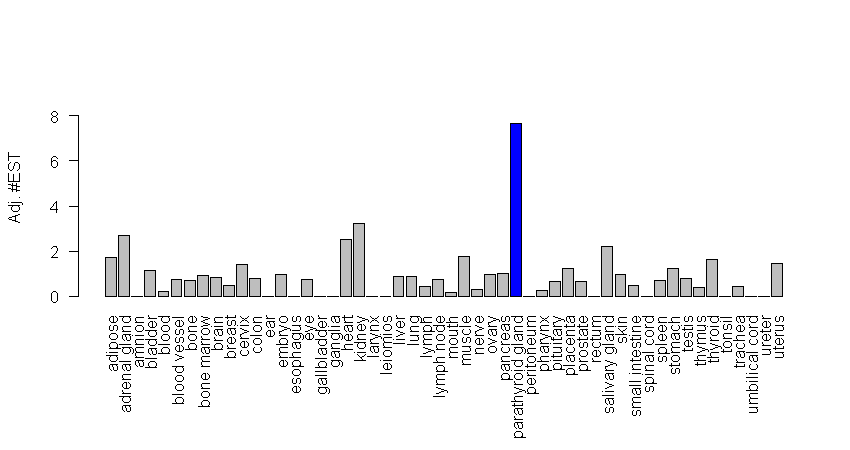 Adj. #EST
8
6
4
2
0
adipose
adrenal gland
amnion
bladder
blood
blood vessel
bone
bone marrow
brain
breast
cervix
colon
ear
embryo
esophagus
eye
gallbladder
ganglia
heart
kidney
larynx
leiomios
liver
lung
lymph
lymph node
mouth
muscle
nerve
ovary
pancreas
parathyroid gland
peritoneum
pharynx
pituitary
placenta
prostate
rectum
salivary gland
skin
small intestine
spinal cord
spleen
stomach
testis
thymus
thyroid
tonsil
trachea
umbilical cord
ureter
uterus